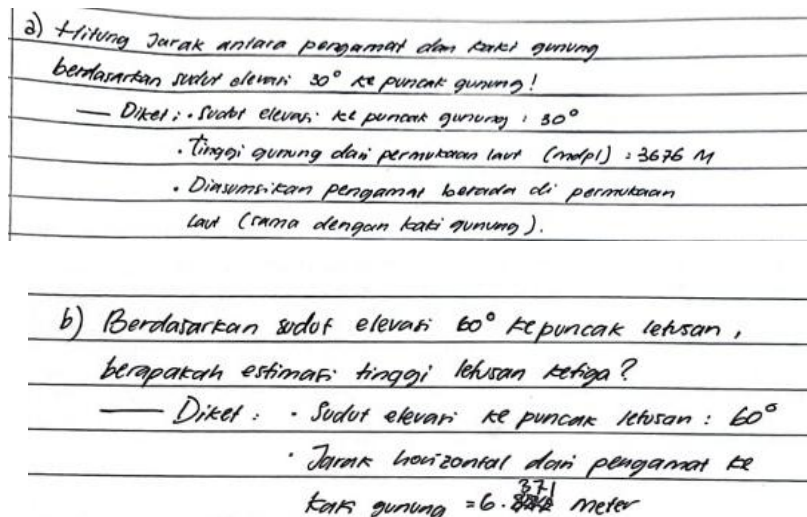 a) Hitung Jarak antara pengamat dan kaki gunung
berdasarkan sudut elevasi 30° ke puncak gunung!
— Diket : • Sudut elevasi ke puncak gunung : 30°
• Tinggi gunung dari permukaan laut (mdpl) : 3676 M
• Diasumsikan pengamat berada di permukaan
laut (sama dengan kaki gunung).
b) Berdasarkan sudut elevasi 60° ke puncak letusan,
berapakah estimasi tinggi letusan ketiga?
— Diket : • Sudut elevasi ke puncak letusan : 60°
• Jarak horizontal dari pengamat ke
kaki gunung = 6.371 meter